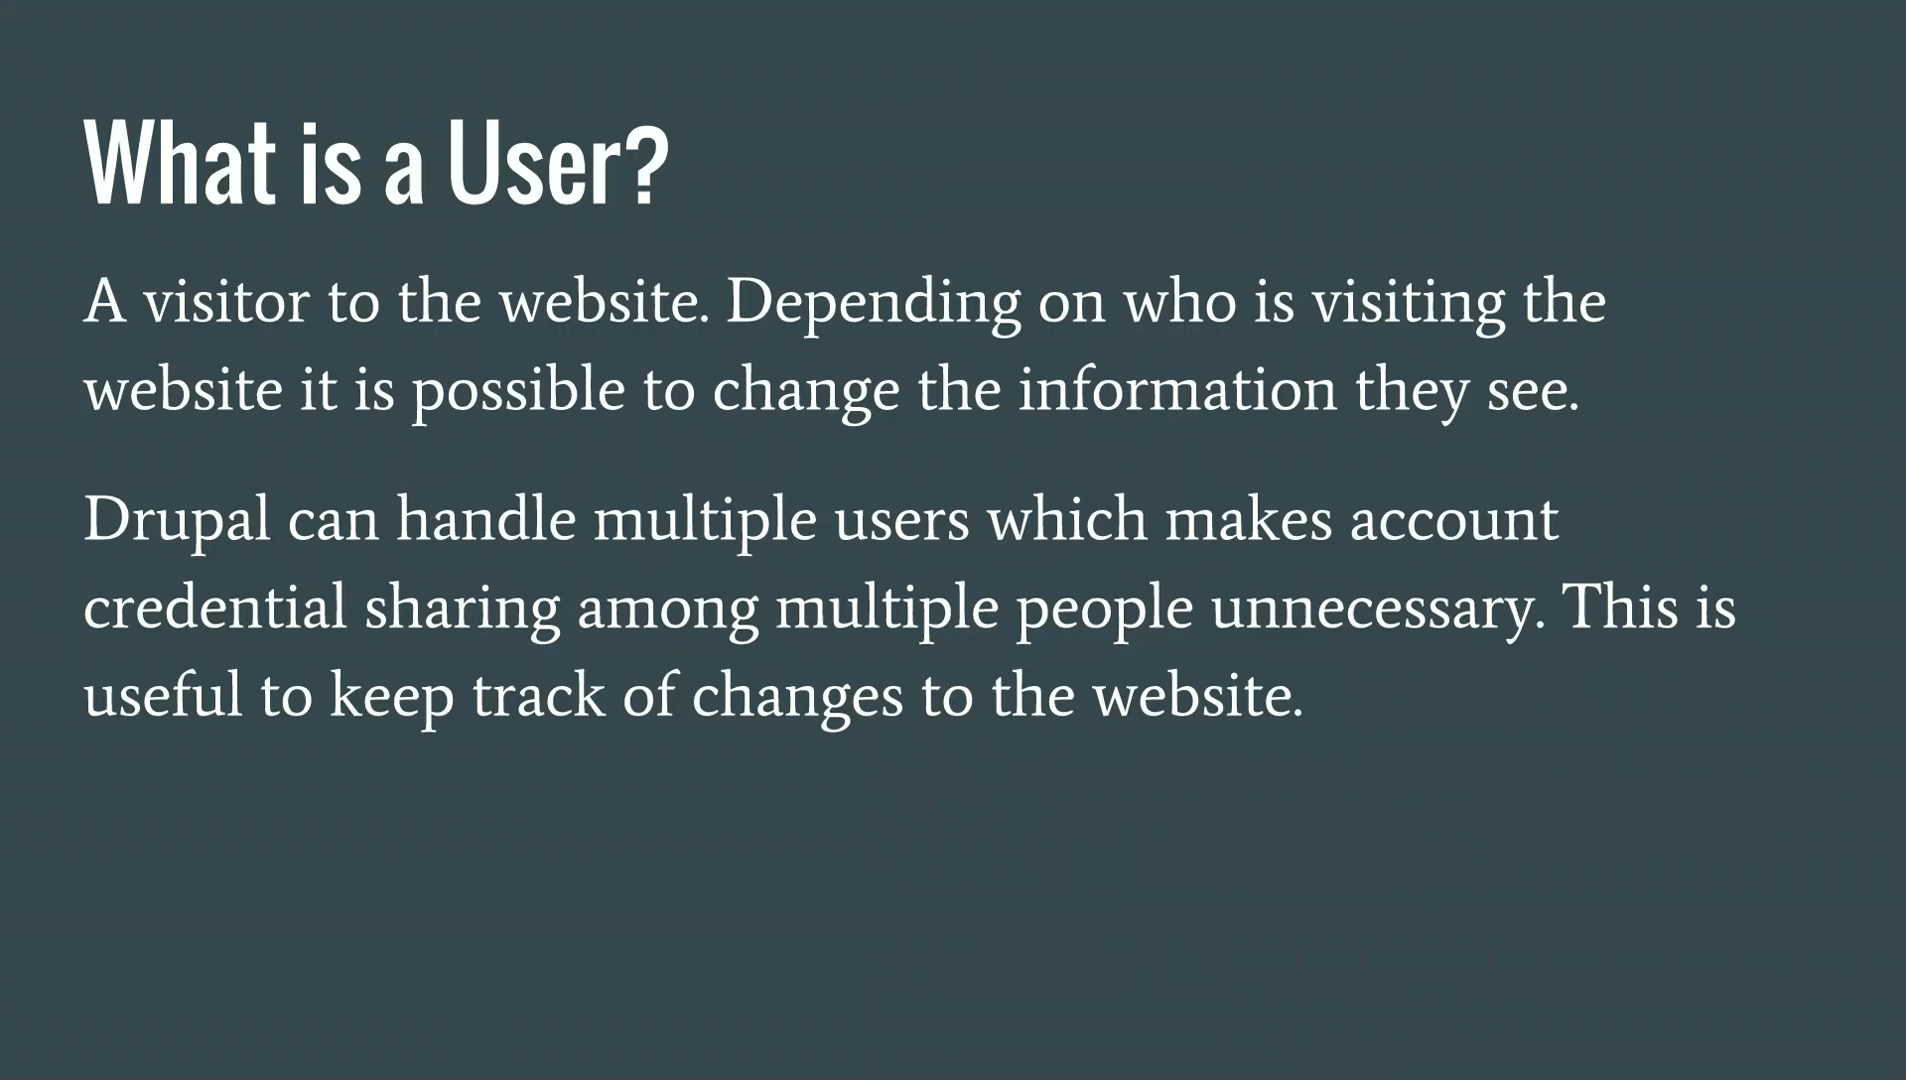 What is a User?
A visitor to the website. Depending on who is visiting the
website it is possible to change the information they see.
Drupal can handle multiple users which makes account
credential sharing among multiple people unnecessary. This is
useful to keep track of changes to the website.